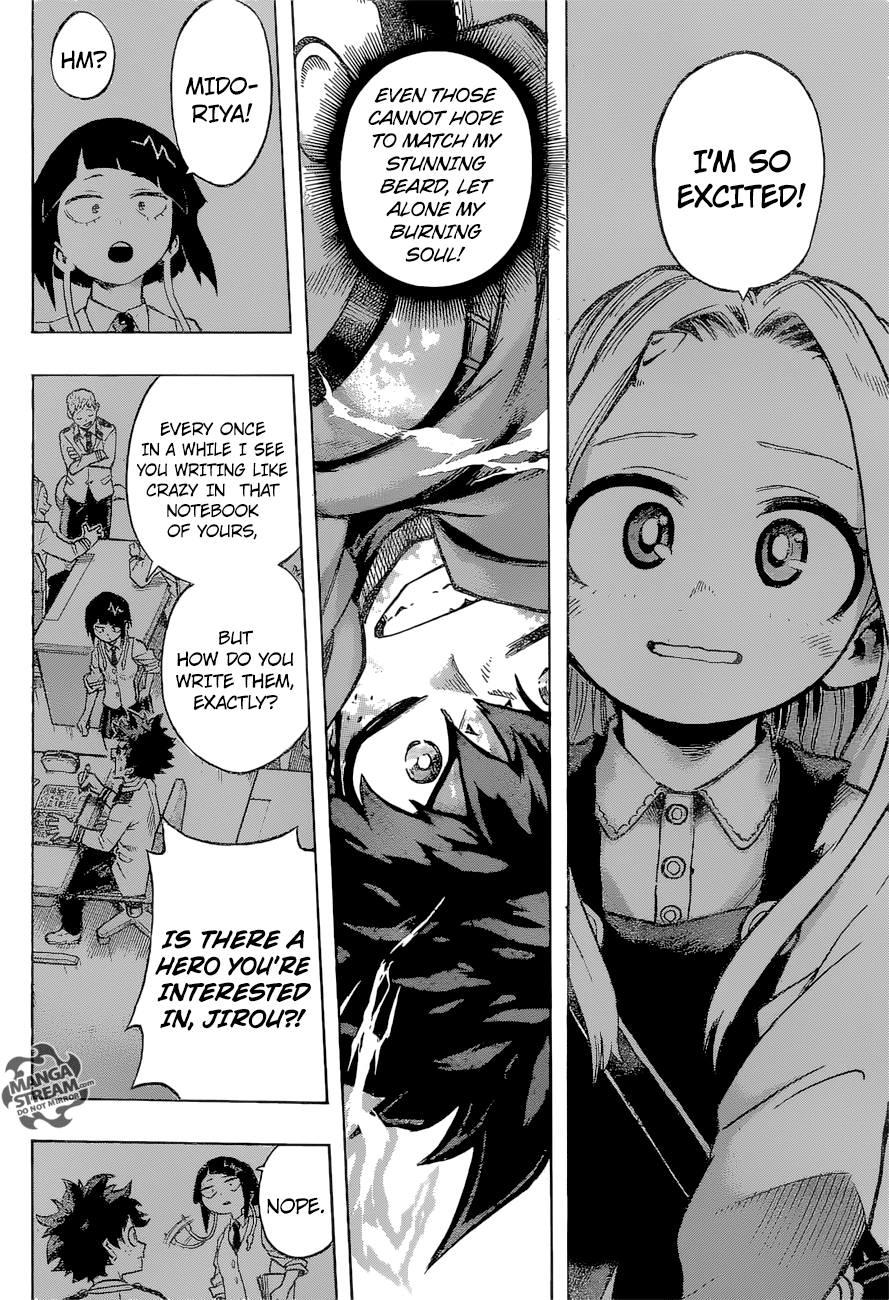 I'M SO
EXCITED!
EVEN THOSE
CANNOT HOPE
TO MATCH MY
STUNNING
BEARD, LET
ALONE MY
BURNING
SOUL!
MIDO-
RIYA!
HM?
EVERY ONCE
IN A WHILE I SEE
YOU WRITING LIKE
CRAZY IN THAT
NOTEBOOK
OF YOURS,
BUT
HOW DO YOU
WRITE THEM,
EXACTLY?
IS THERE A
HERO YOU'RE
INTERESTED
IN, JIROU?!
NOPE.
MANGA
STREAM.com
DO NOT MIRROR